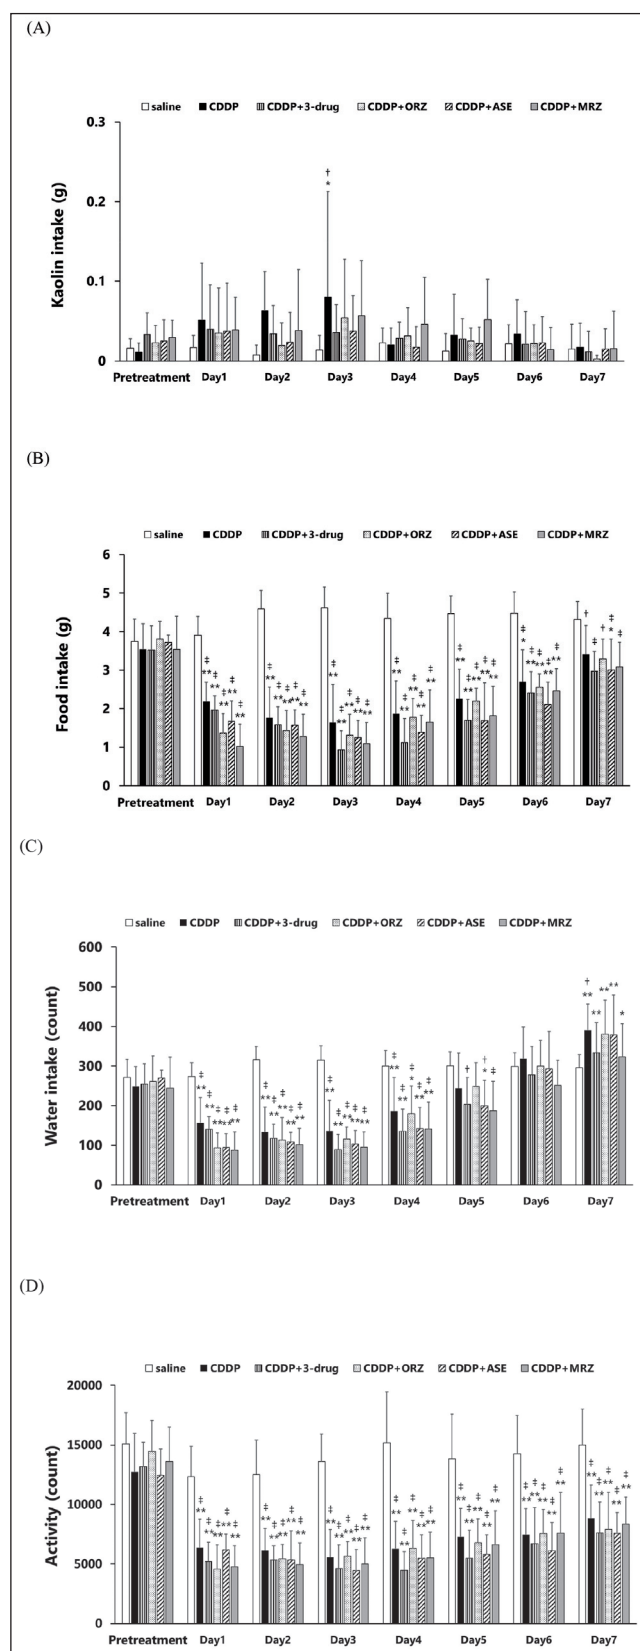 (A)
saline CDDP CDDP+3-drug CDDP+ORZ CDDP+ASE CDDP+MRZ
Kaolin intake (g)
0.3
0.2
0.1
0
†
*
Pretreatment Day1 Day2 Day3 Day4 Day5 Day6 Day7
(B)
saline CDDP CDDP+3-drug CDDP+ORZ CDDP+ASE CDDP+MRZ
Food intake (g)
6
5
4
3
2
1
0
Pretreatment Day1 Day2 Day3 Day4 Day5 Day6 Day7
(C)
saline CDDP CDDP+3-drug CDDP+ORZ CDDP+ASE CDDP+MRZ
Water intake (count)
600
500
400
300
200
100
0
Pretreatment Day1 Day2 Day3 Day4 Day5 Day6 Day7
(D)
saline CDDP CDDP+3-drug CDDP+ORZ CDDP+ASE CDDP+MRZ
Activity (count)
20000
15000
10000
5000
0
Pretreatment Day1 Day2 Day3 Day4 Day5 Day6 Day7